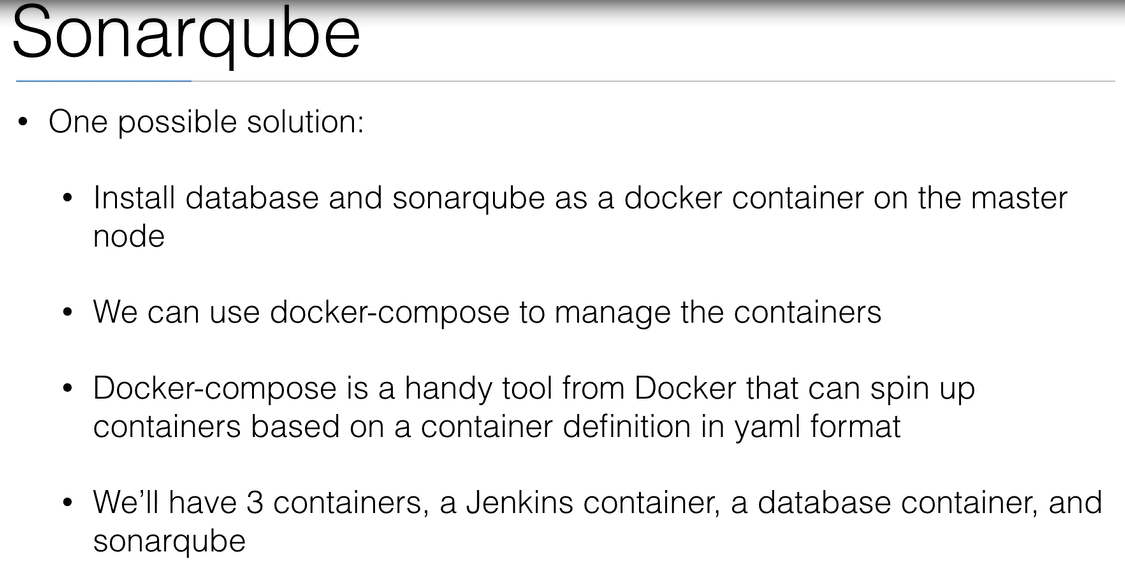 Sonarqube
• One possible solution:
• Install database and sonarqube as a docker container on the master
node
• We can use docker-compose to manage the containers
• Docker-compose is a handy tool from Docker that can spin up
containers based on a container definition in yaml format
• We’ll have 3 containers, a Jenkins container, a database container, and
sonarqube